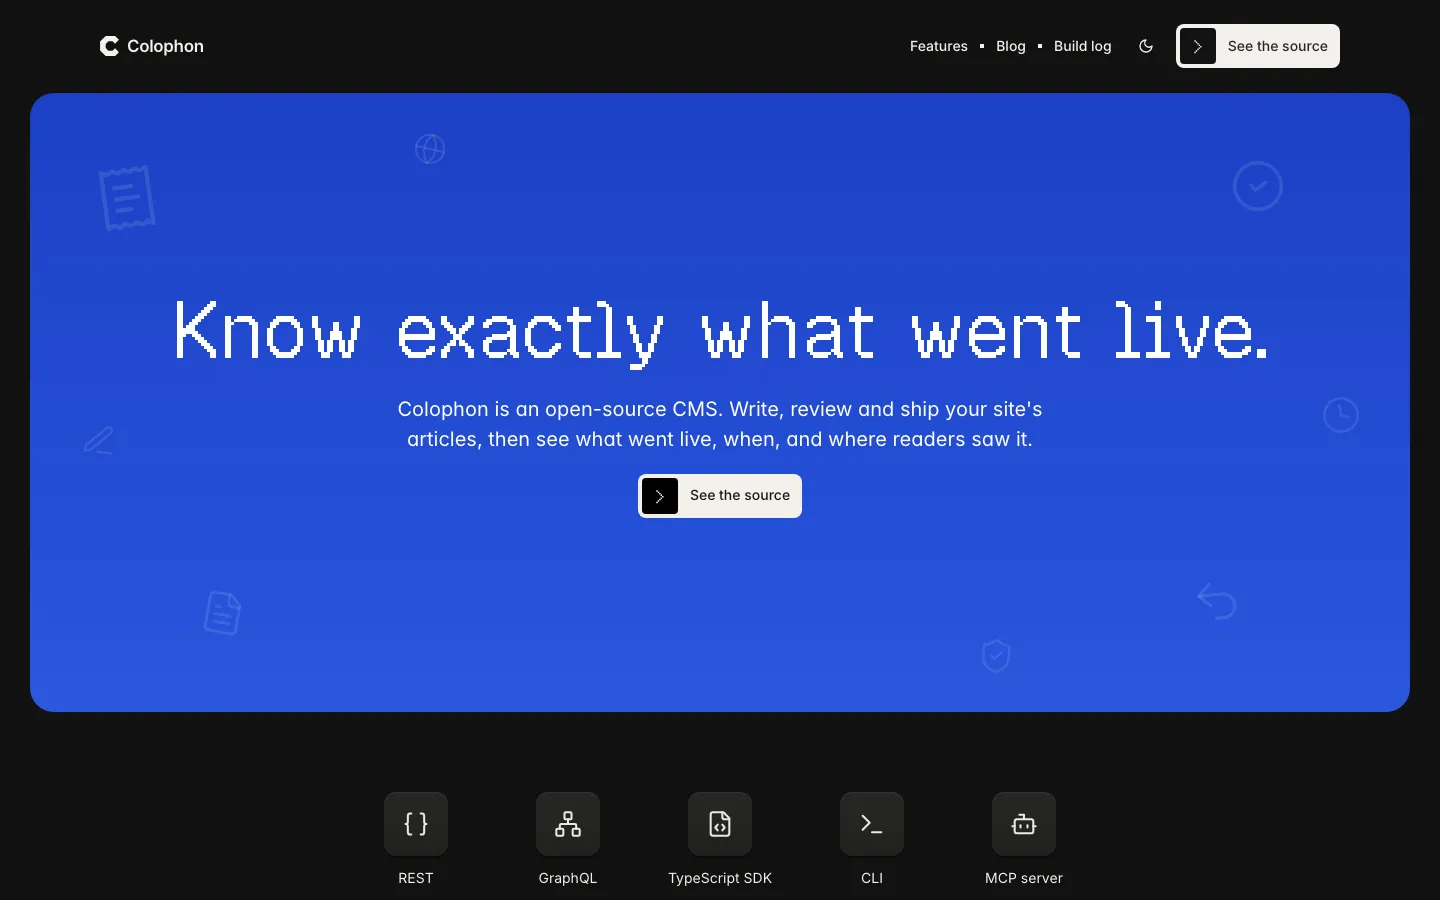 Colophon
Features
Blog
Build log
See the source
Know exactly what went live.
Colophon is an open-source CMS. Write, review and ship your site's
articles, then see what went live, when, and where readers saw it.
See the source
REST
GraphQL
TypeScript SDK
CLI
MCP server